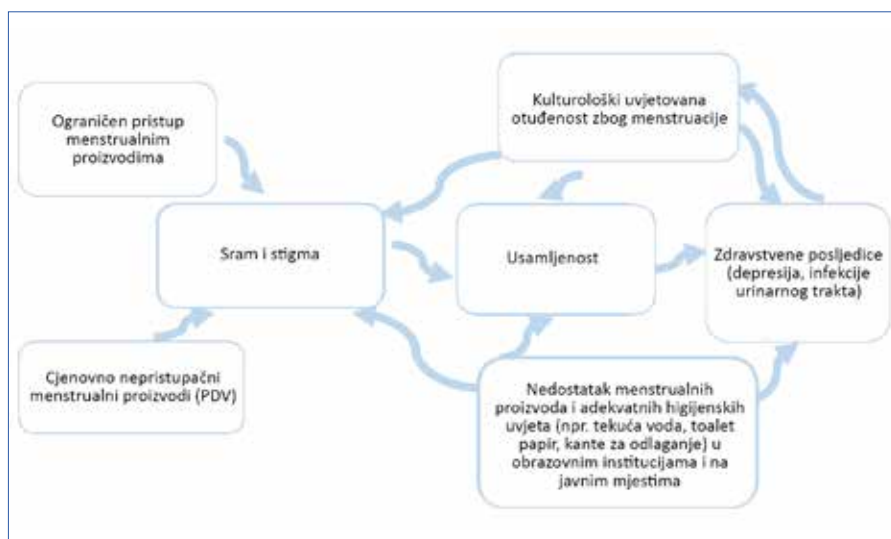 Ograničen pristup
menstrualnim
proizvodima
Kulturološki uvjetovana
otuđenost zbog menstruacije
Sram i stigma
Usamljenost
Zdravstvene posljedice
(depresija, infekcije
urinarnog trakta)
Cjenovno nepristupačni
menstrualni proizvodi (PDV)
Nedostatak menstrualnih
proizvoda i adekvatnih higijenskih
uvjeta (npr. tekuća voda, toalet
papir, kante za odlaganje) u
obrazovnim institucijama i na
javnim mjestima